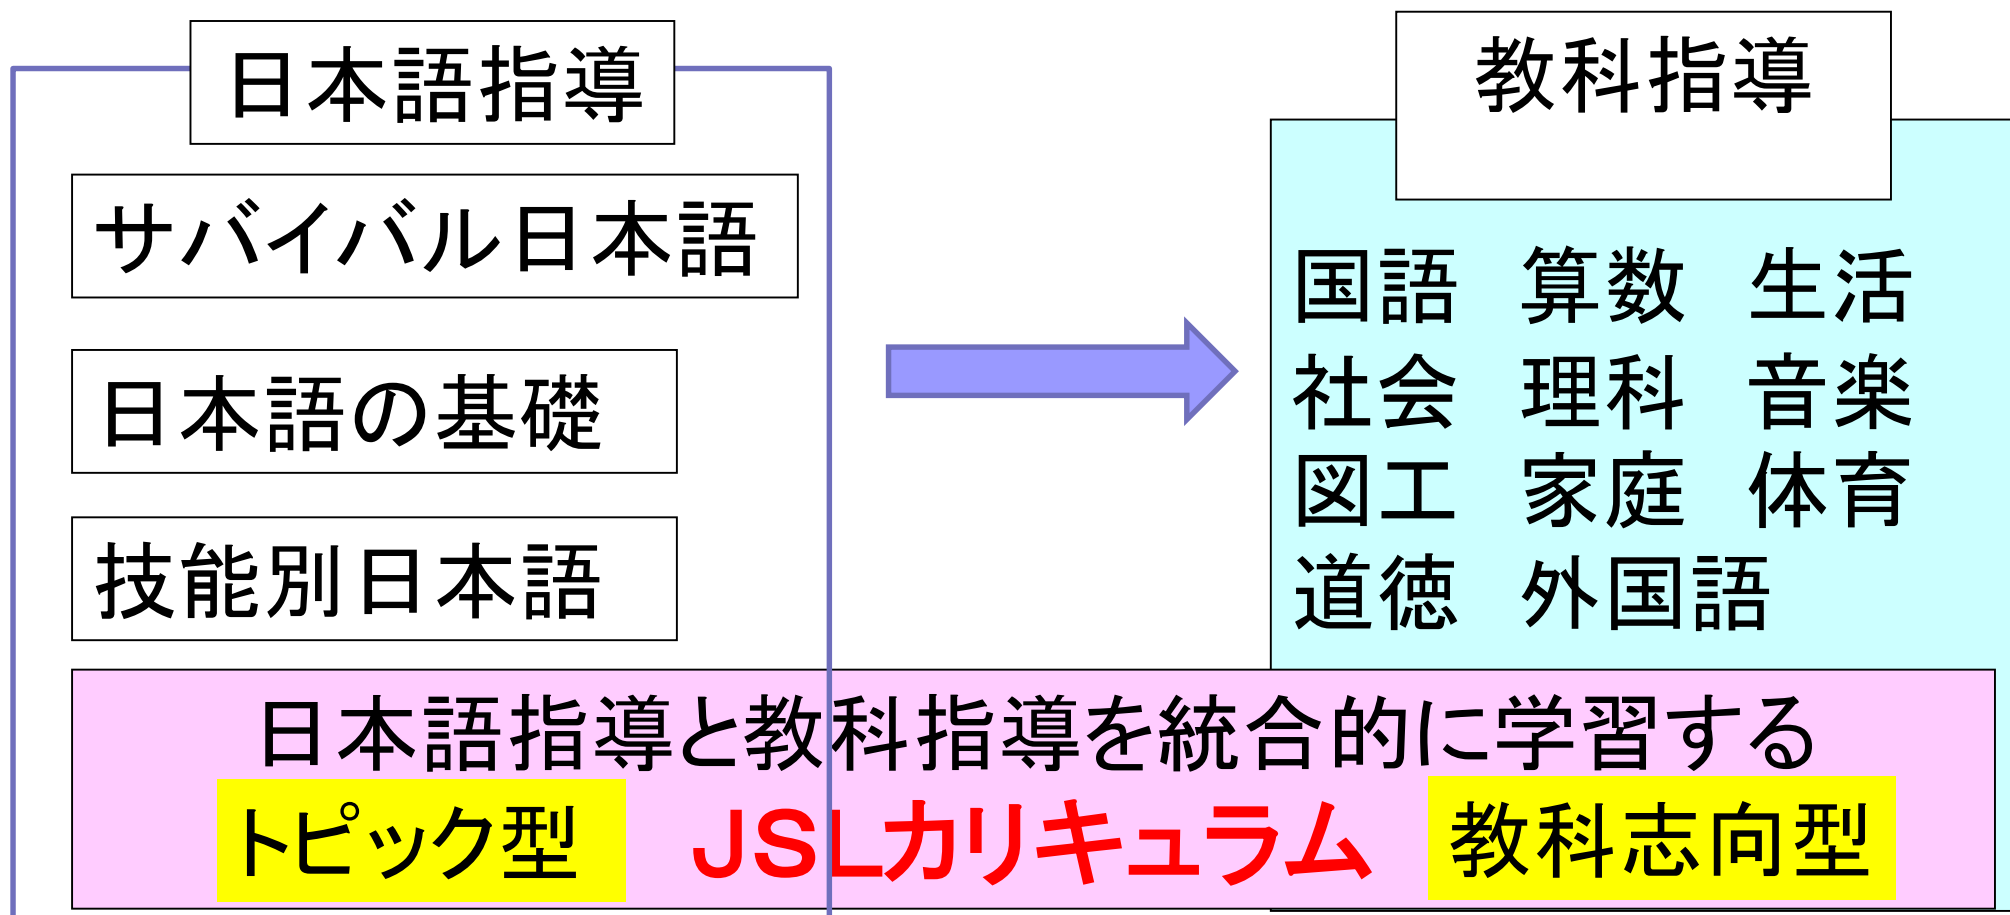 日本語指導
サバイバル日本語
日本語の基礎
技能別日本語
教科指導
国語 算数 生活
社会 理科 音楽
図工 家庭 体育
道徳 外国語
日本語指導と教科指導を統合的に学習する
トピック型 JSLカリキュラム 教科志向型